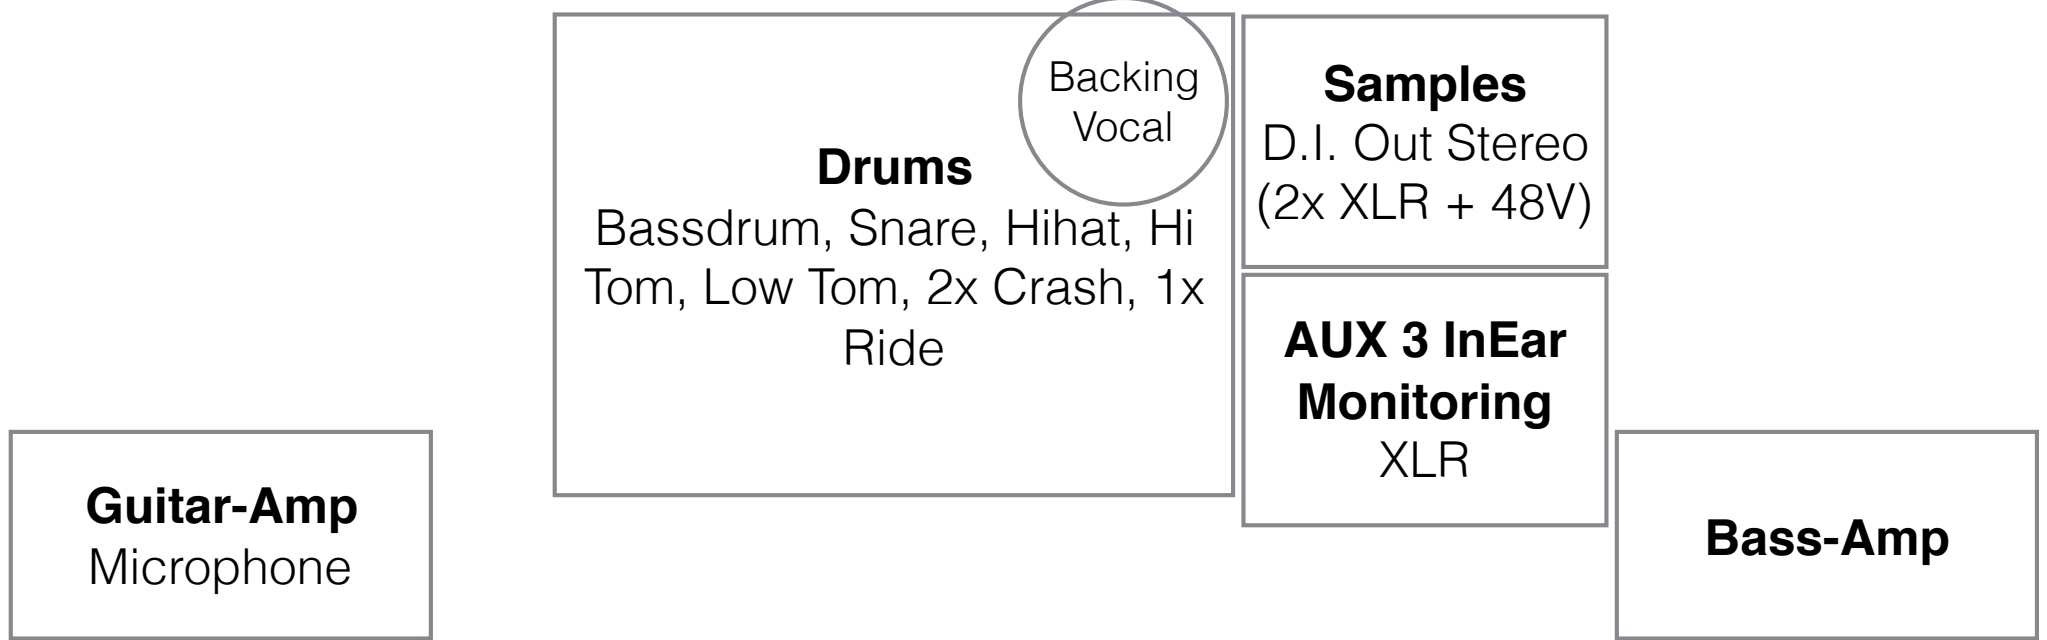 Backing
Vocal
Drums
Bassdrum, Snare, Hihat, Hi
Tom, Low Tom, 2x Crash, 1x
Ride
Samples
D.I. Out Stereo
(2x XLR + 48V)
AUX 3 InEar
Monitoring
XLR
Guitar-Amp
Microphone
Bass-Amp